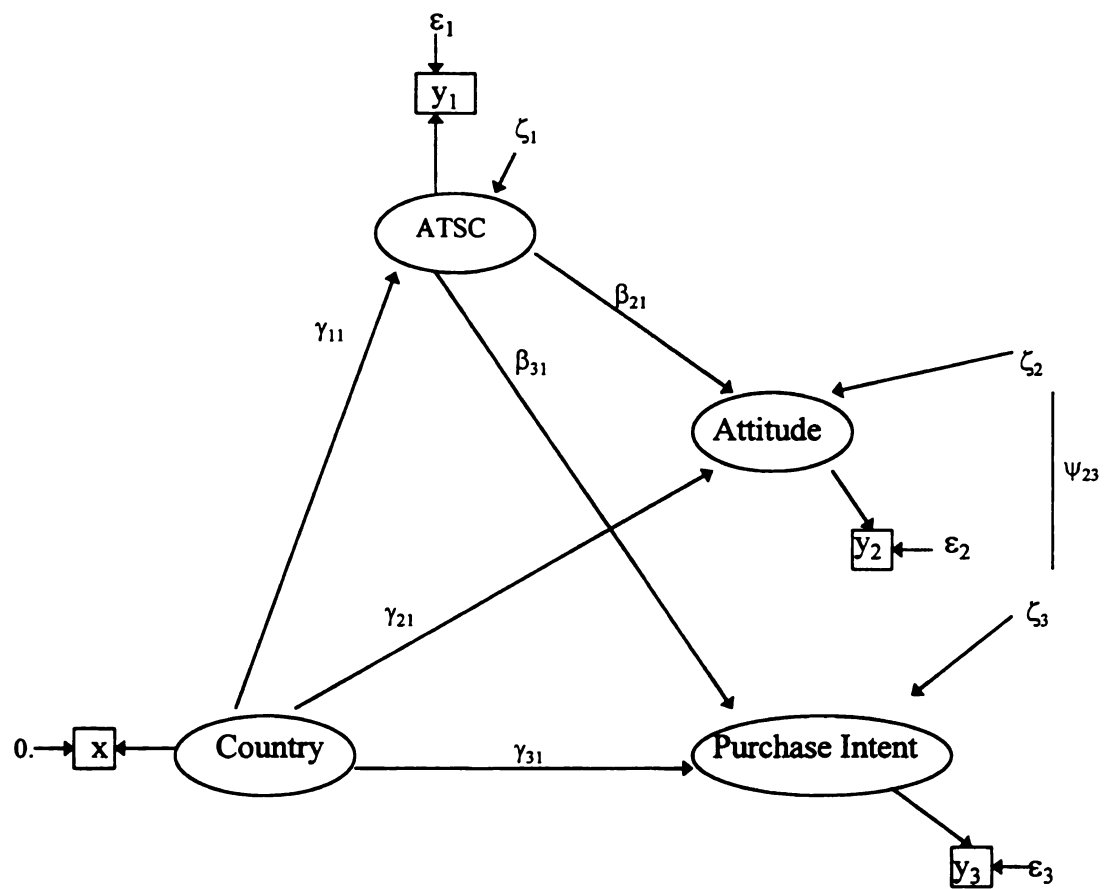 ε₁
y₁
ζ₁
ATSC
β₂₁
γ₁₁
β₃₁
ζ₂
Attitude
ψ₂₃
y₂
ε₂
γ₂₁
ζ₃
0.
x
Country
γ₃₁
Purchase Intent
y₃
ε₃